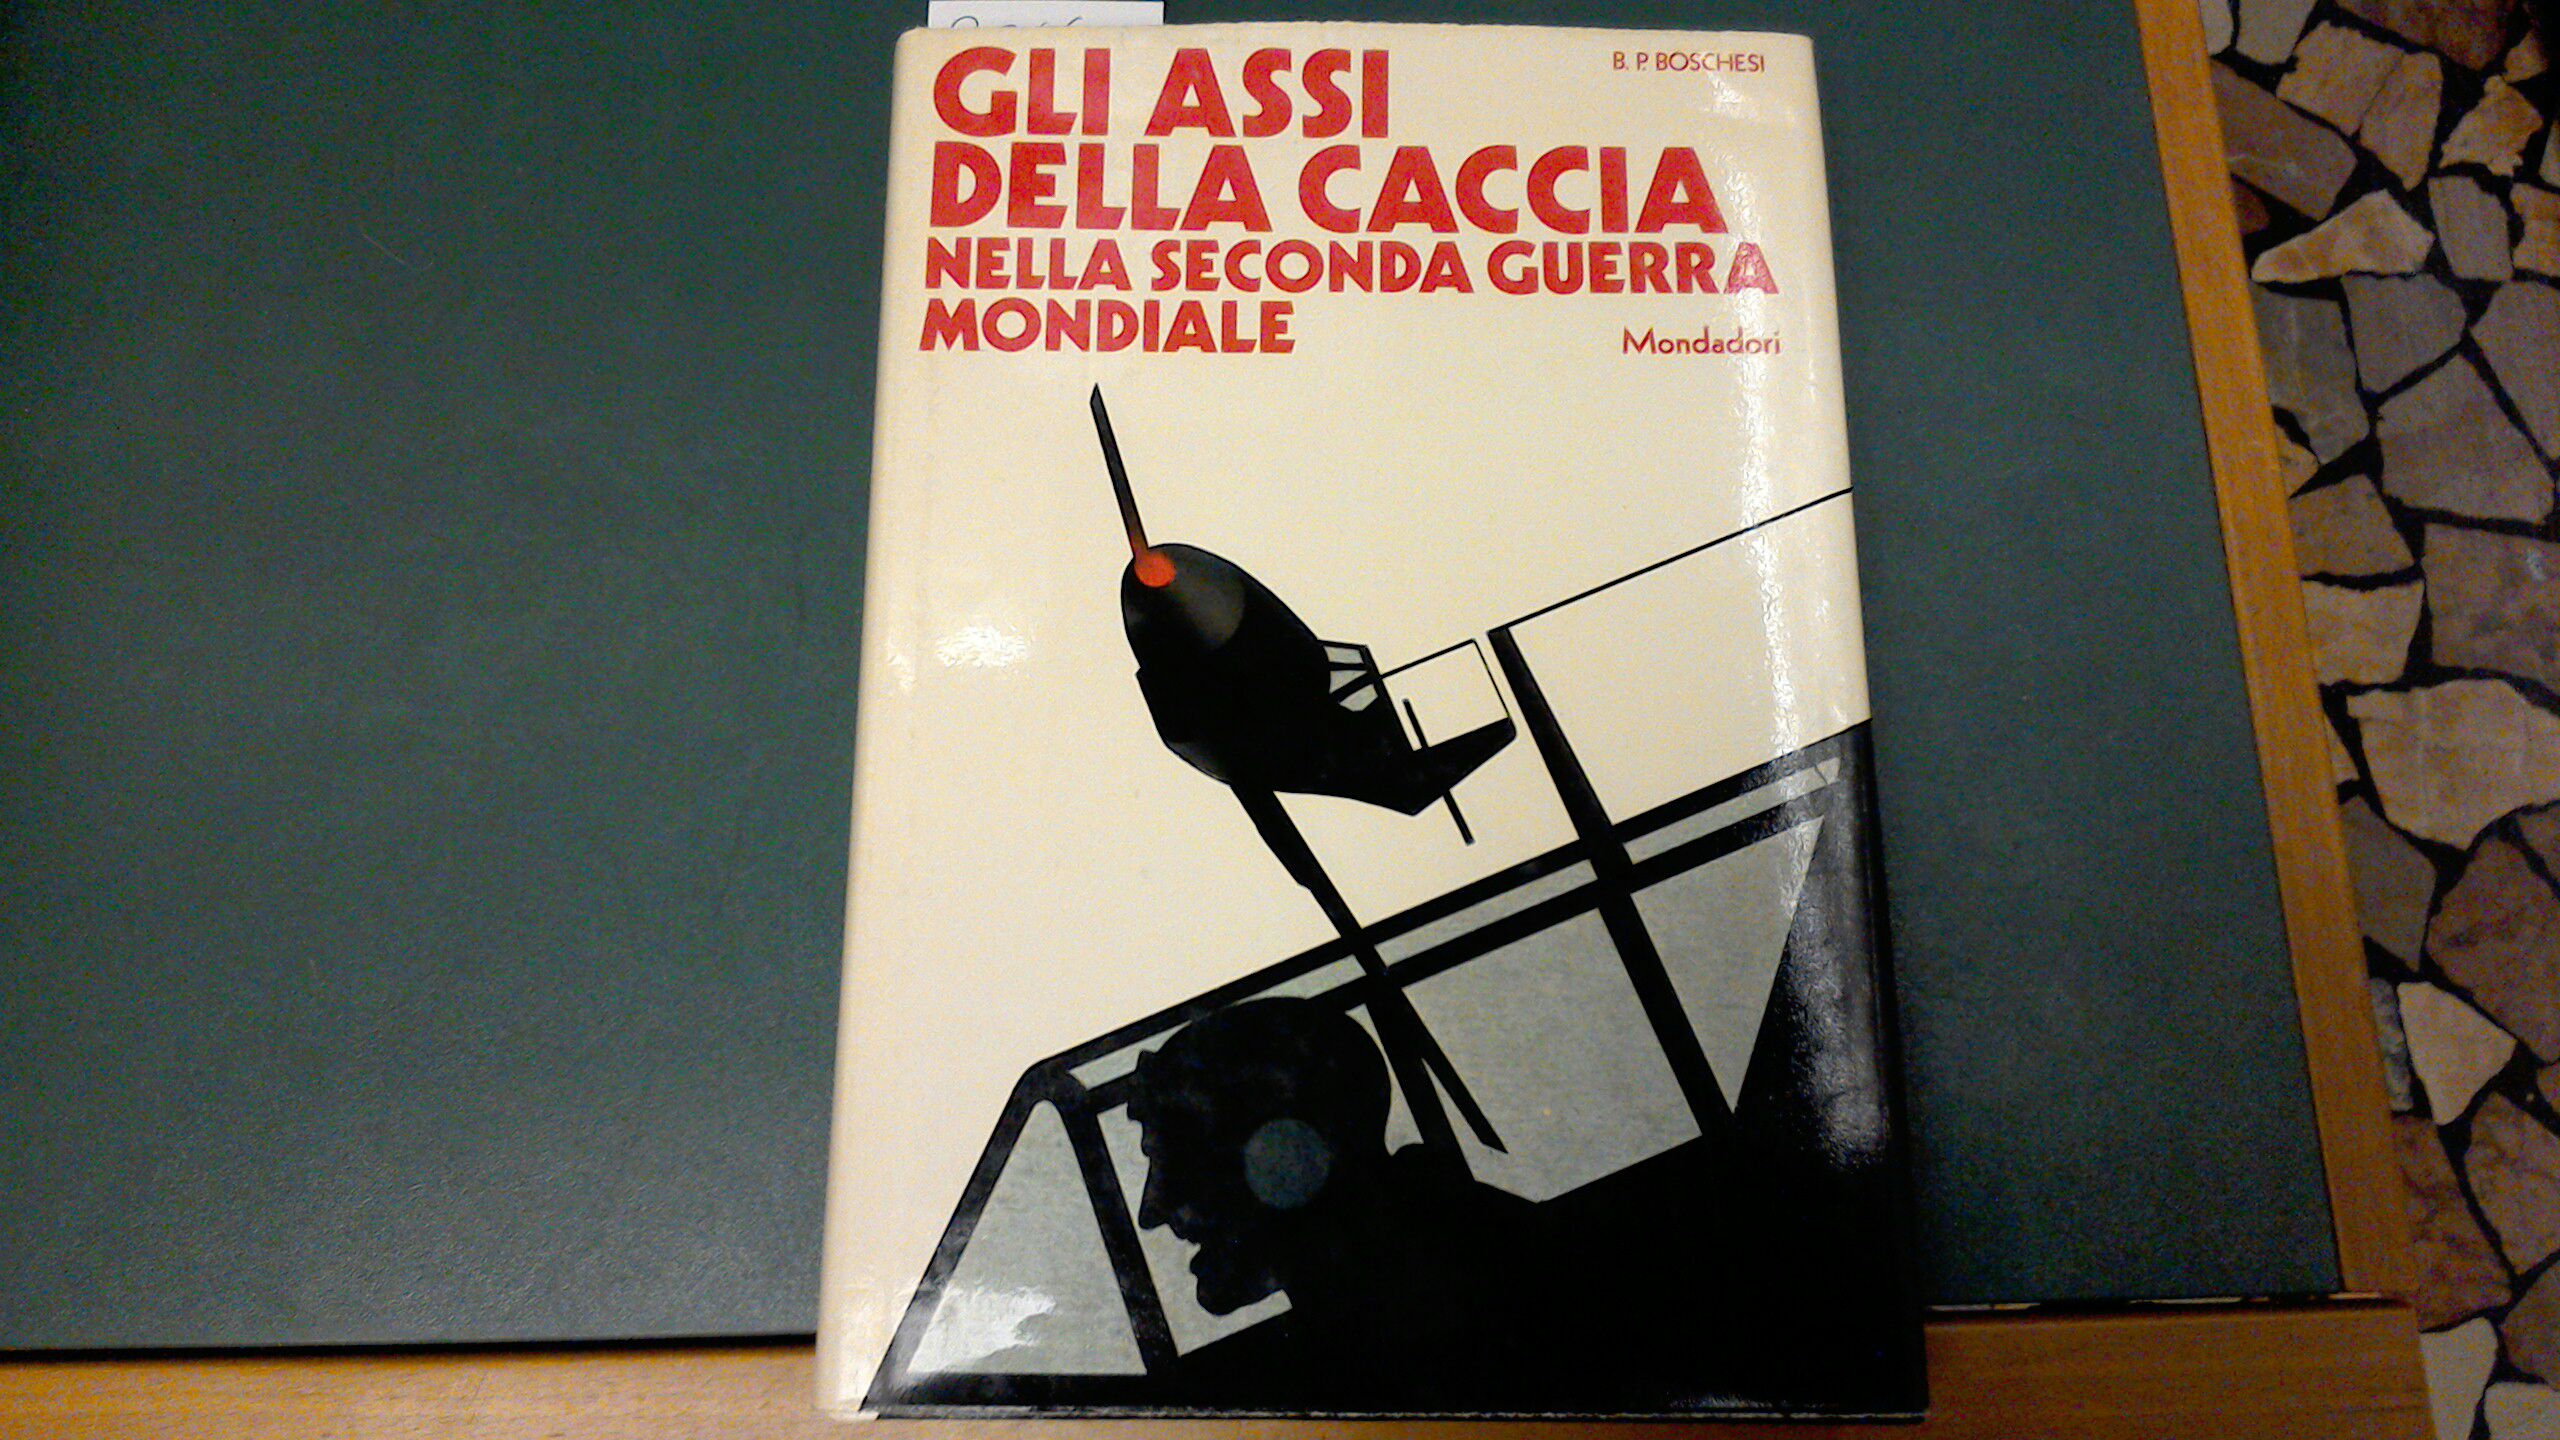 GLI ASSI
B. P. BOSCHESI
DELLA CACCIA
NELLA SECONDA GUERRA
MONDIALE
Mondadori